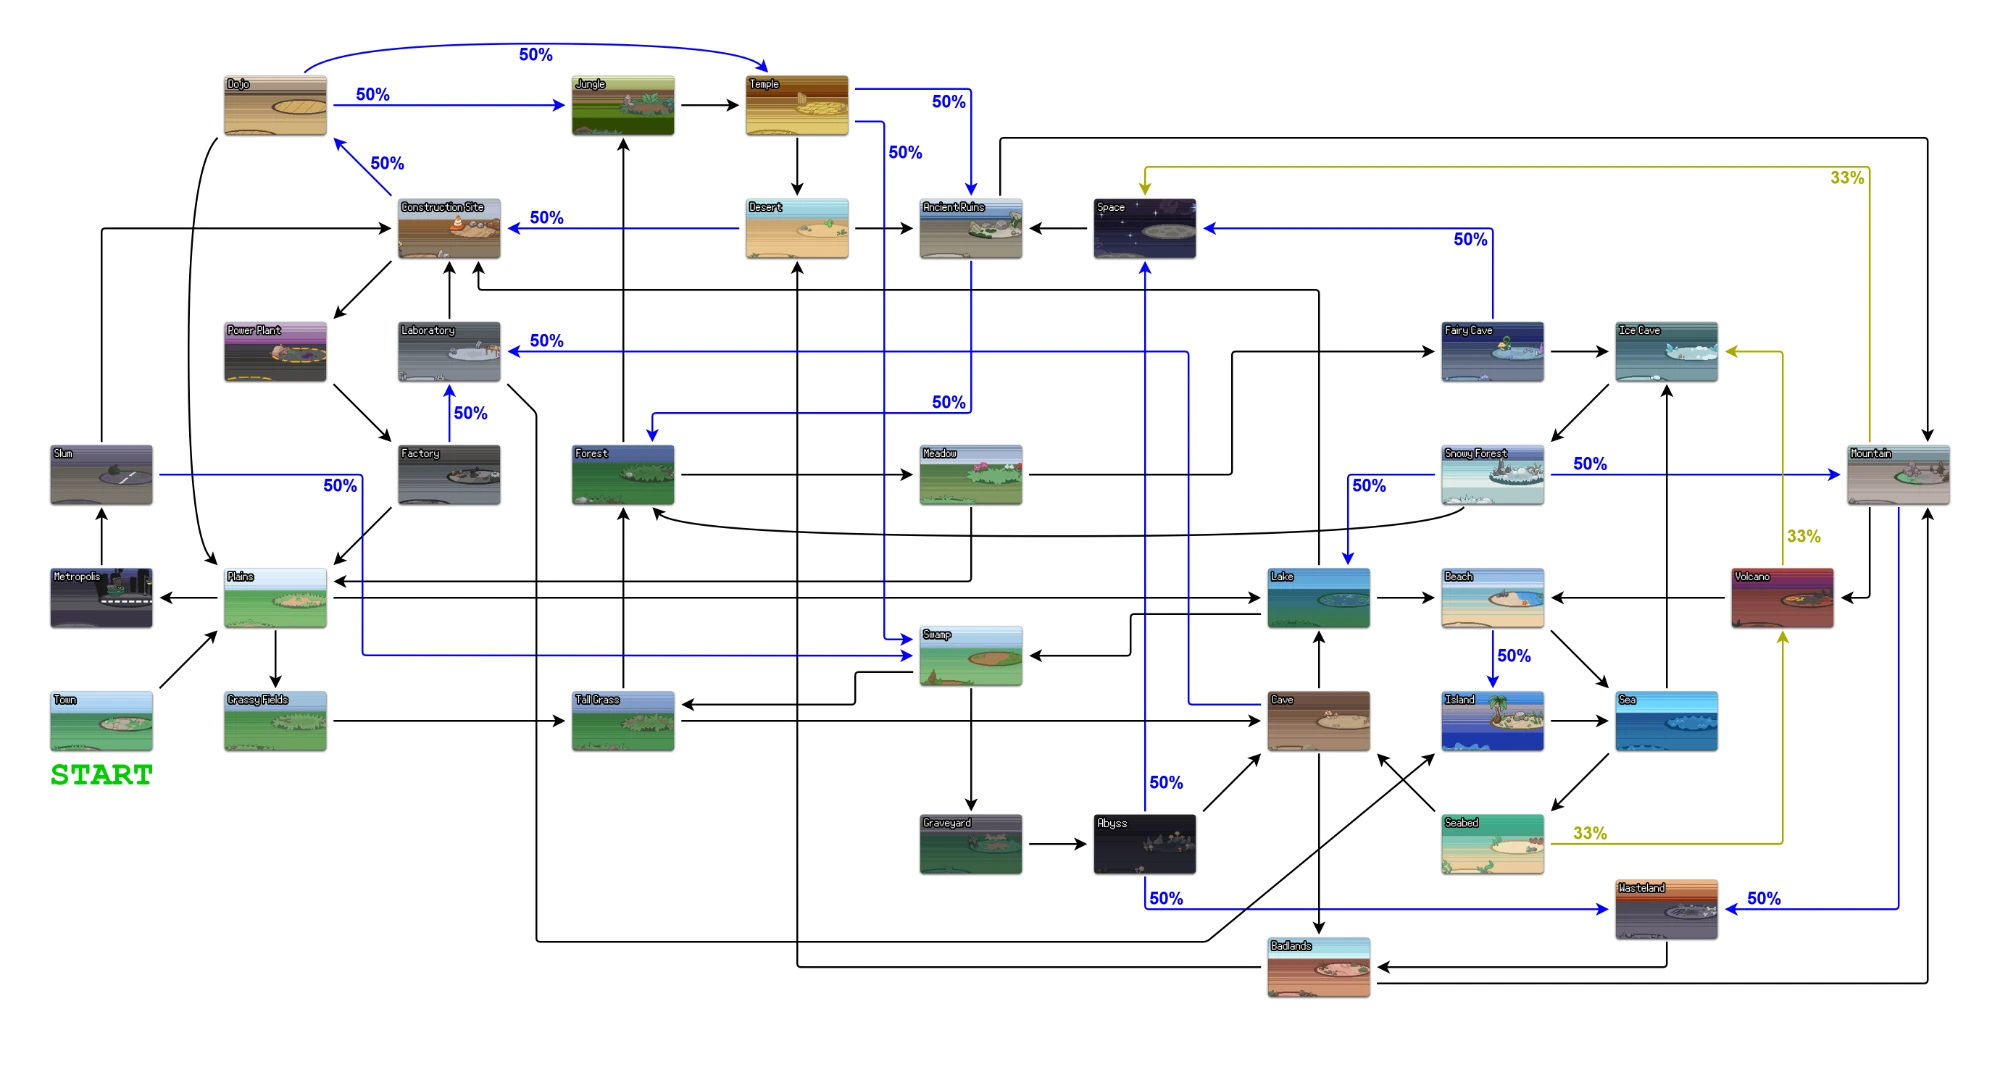 50%
Dojo
50%
Jungle
Temple
50%
50%
50%
33%
Construction Site
50%
Desert
Ancient Ruins
Space
50%
Power Plant
Laboratory
50%
Fairy Cave
Ice Cave
50%
50%
Slum
50%
Factory
Forest
Meadow
50%
Snowy Forest
50%
Mountain
33%
Metropolis
Plains
Lake
Beach
Volcano
Swamp
50%
Town
Grassy Fields
Tall Grass
Cave
Island
Sea
START
50%
Graveyard
Abyss
Seabed
33%
50%
Wasteland
50%
Badlands